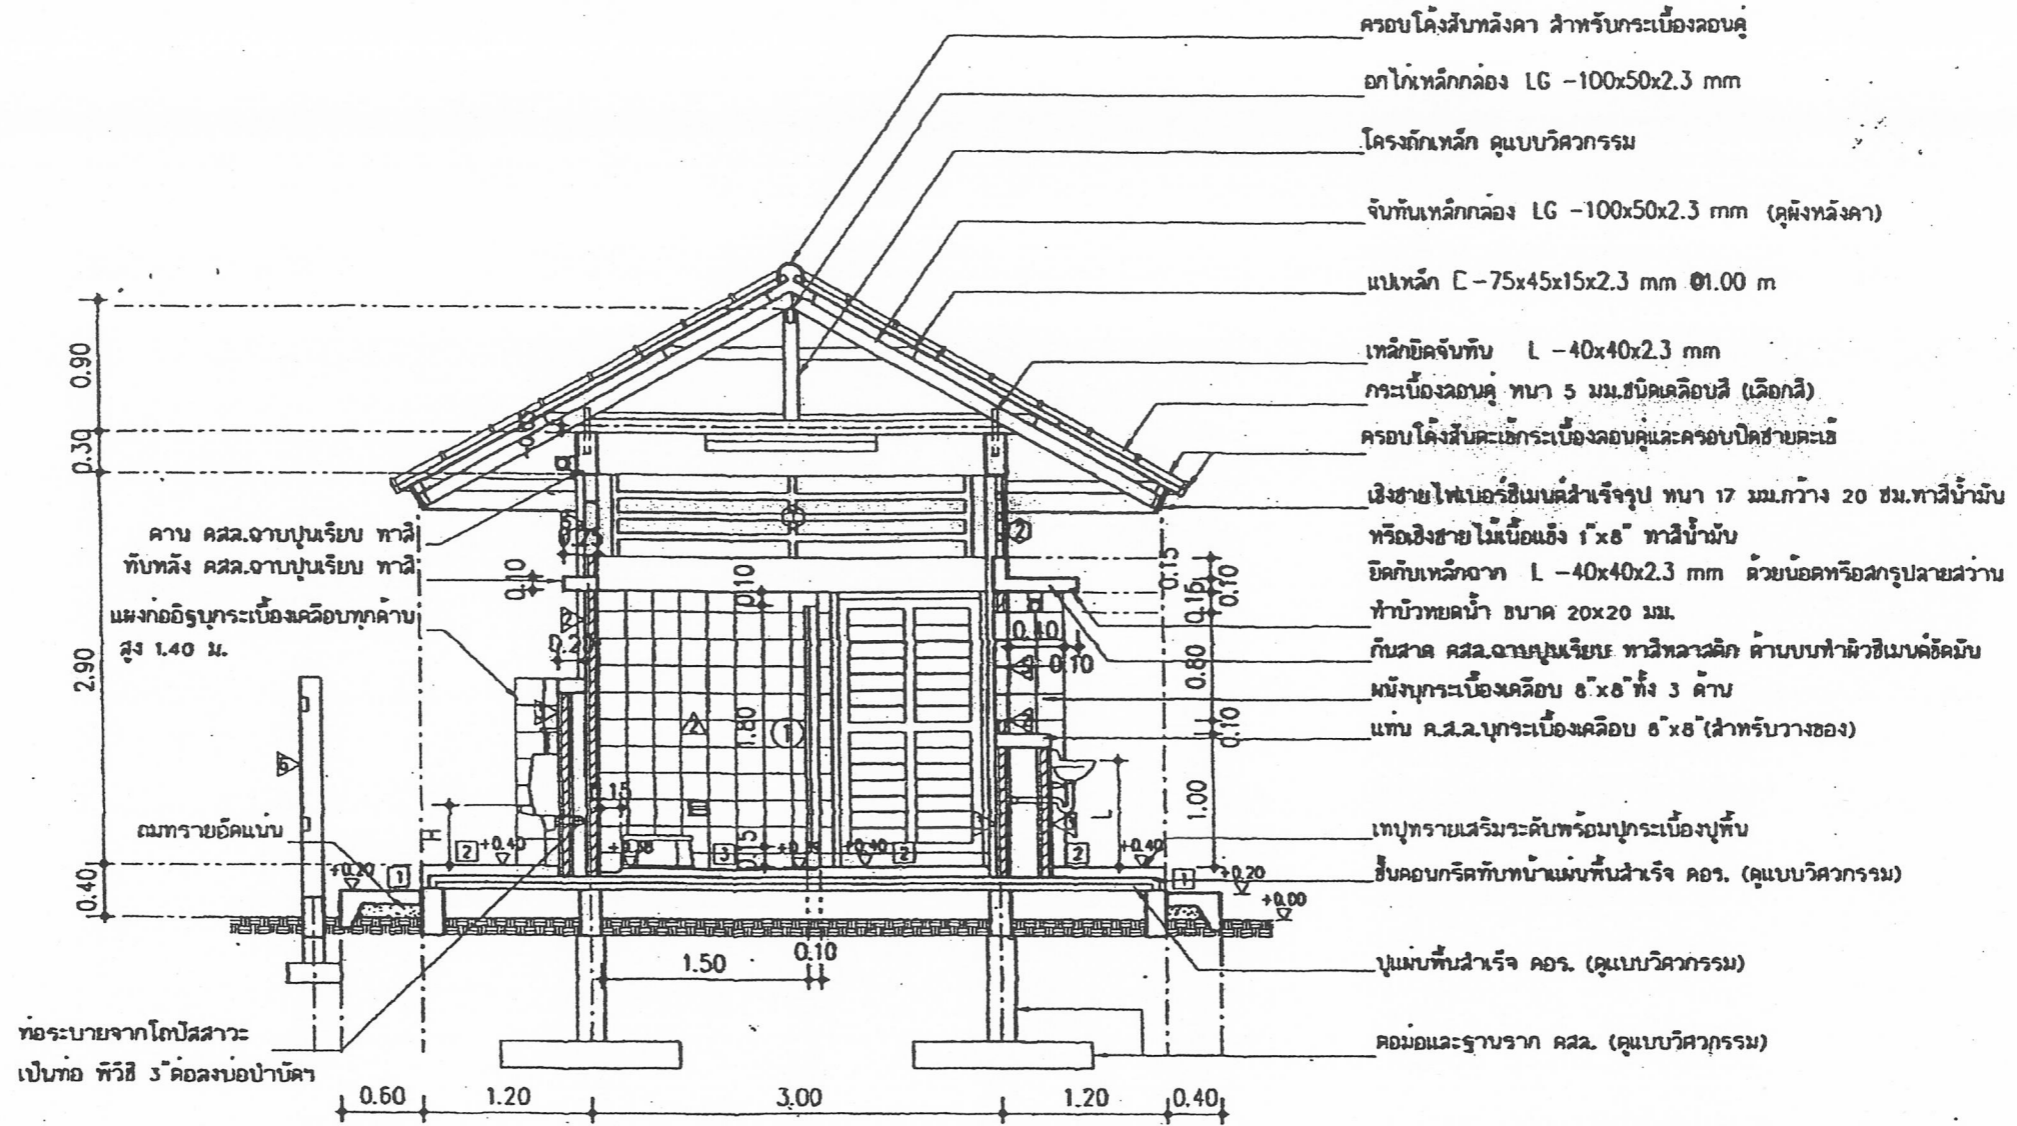 ครอบโค้งสันหลังคา สำหรับกระเบื้องลอนคู่
อกไก่เหล็กกล่อง LG -100x50x2.3 mm
โครงถักเหล็ก ดูแบบวิศวกรรม
จันทันเหล็กกล่อง LG -100x50x2.3 mm (ดูผังหลังคา)
แปเหล็ก C-75x45x15x2.3 mm @1.00 m
เหล็กยึดจันทัน L -40x40x2.3 mm
กระเบื้องลอนคู่ หนา 5 มม.ชนิดเคลือบสี (เลือกสี)
ครอบโค้งสันตะเข้กระเบื้องลอนคู่และครอบปิดชายตะเข้
เชิงชายไฟเบอร์ซีเมนต์สำเร็จรูป หนา 17 มม.กว้าง 20 ซม.ทาสีน้ำมัน
หรือเชิงชายไม้เนื้อแข็ง 1"x8" ทาสีน้ำมัน
ยึดกับเหล็กฉาก L -40x40x2.3 mm ด้วยน๊อตหรือสกรูปลายสว่าน
ทำบัวหยดน้ำ ขนาด 20x20 มม.
กันสาด คสล.ฉาบปูนเรียบ ทาสีพลาสติก ด้านบนทำผิวซีเมนต์ขัดมัน
ผนังบุกระเบื้องเคลือบ 8"x8"ทั้ง 3 ด้าน
แท่น ค.ส.ล.บุกระเบื้องเคลือบ 8"x8"(สำหรับวางของ)
เทปูทรายเสริมระดับพร้อมปูกระเบื้องปูพื้น
ชั้นคอนกรีตทับหน้าแผ่นพื้นสำเร็จ คอร. (ดูแบบวิศวกรรม)
ปูแผ่นพื้นสำเร็จ คอร. (ดูแบบวิศวกรรม)
ตอม่อและฐานราก คสล. (ดูแบบวิศวกรรม)
คาน คสล.ฉาบปูนเรียบ ทาสี
ทับหลัง คสล.ฉาบปูนเรียบ ทาสี
แผงก่ออิฐบุกระเบื้องเคลือบทุกด้าน
สูง 1.40 ม.
ถมทรายอัดแน่น
ท่อระบายจากโถปัสสาวะ
เป็นท่อ พีวีซี 3"ต่อลงบ่อบำบัดฯ
0.90
0.30
2.90
0.40
0.10
0.10
0.15
0.15
0.10
0.40
0.10
0.80
0.10
1.00
1.80
0.15
H
L
1
2
2
2
3
2
2
1
+0.20
+0.40
+0.40
+0.40
+0.20
+0.00
1.50
0.10
0.60
1.20
3.00
1.20
0.40